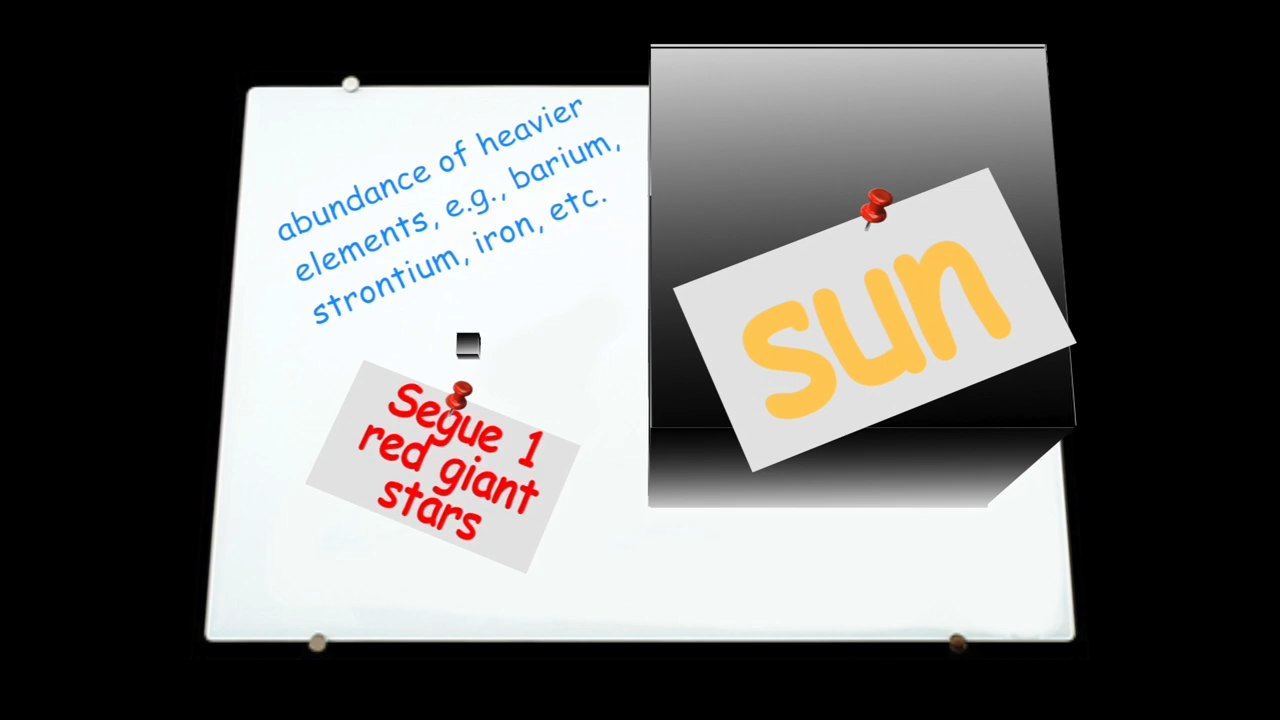 abundance of heavier
elements, e.g., barium,
strontium, iron, etc.
sun
Segue 1
red giant
stars